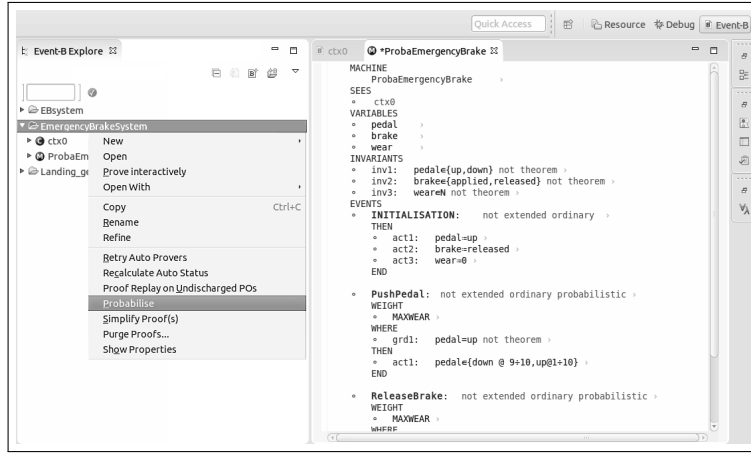 Quick Access
Resource
Debug
Event-B
Event-B Explore
EBsystem
EmergencyBrakeSystem
ctx0
ProbaEm
Landing_ge
New
Open
Prove interactively
Open With
Copy Ctrl+C
Rename
Refine
Retry Auto Provers
Recalculate Auto Status
Proof Replay on Undischarged POs
Probabilise
Simplify Proof(s)
Purge Proofs...
Show Properties
ctx0
*ProbaEmergencyBrake
MACHINE
ProbaEmergencyBrake
SEES
ctx0
VARIABLES
pedal
brake
wear
INVARIANTS
inv1: pedal∈{up,down} not theorem
inv2: brake∈{applied,released} not theorem
inv3: wear∈ℕ not theorem
EVENTS
INITIALISATION: not extended ordinary
THEN
act1: pedal≔up
act2: brake≔released
act3: wear≔0
END
PushPedal: not extended ordinary probabilistic
WEIGHT
MAXWEAR
WHERE
grd1: pedal=up not theorem
THEN
act1: pedal∈{down @ 9÷10,up@1÷10}
END
ReleaseBrake: not extended ordinary probabilistic
WEIGHT
MAXWEAR
WHERE